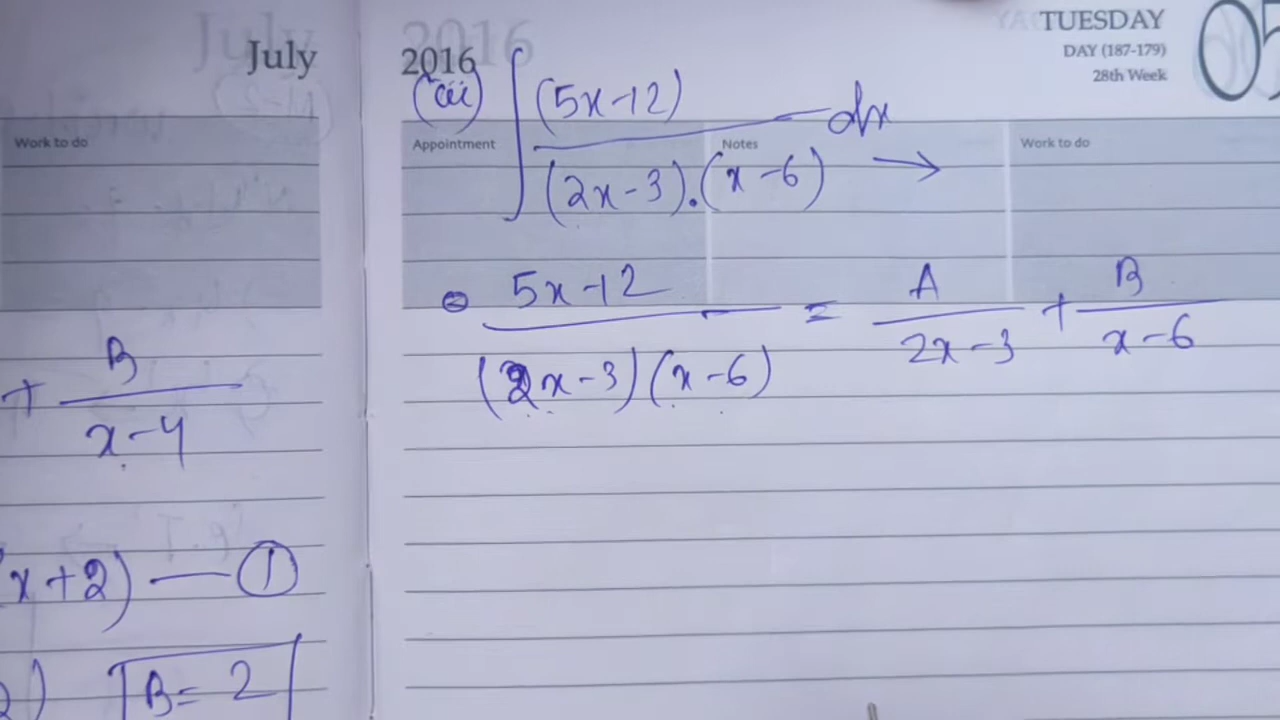 July
Work to do
+ B
x-4
x+2) — ①
B= 2
2016
TUESDAY
DAY (187-179)
28th Week
05
Appointment
Notes
Work to do
(iii) ∫ (5x-12) dx
(2x-3).(x-6) →
5x-12 = A + B
(2x-3)(x-6) 2x-3 x-6